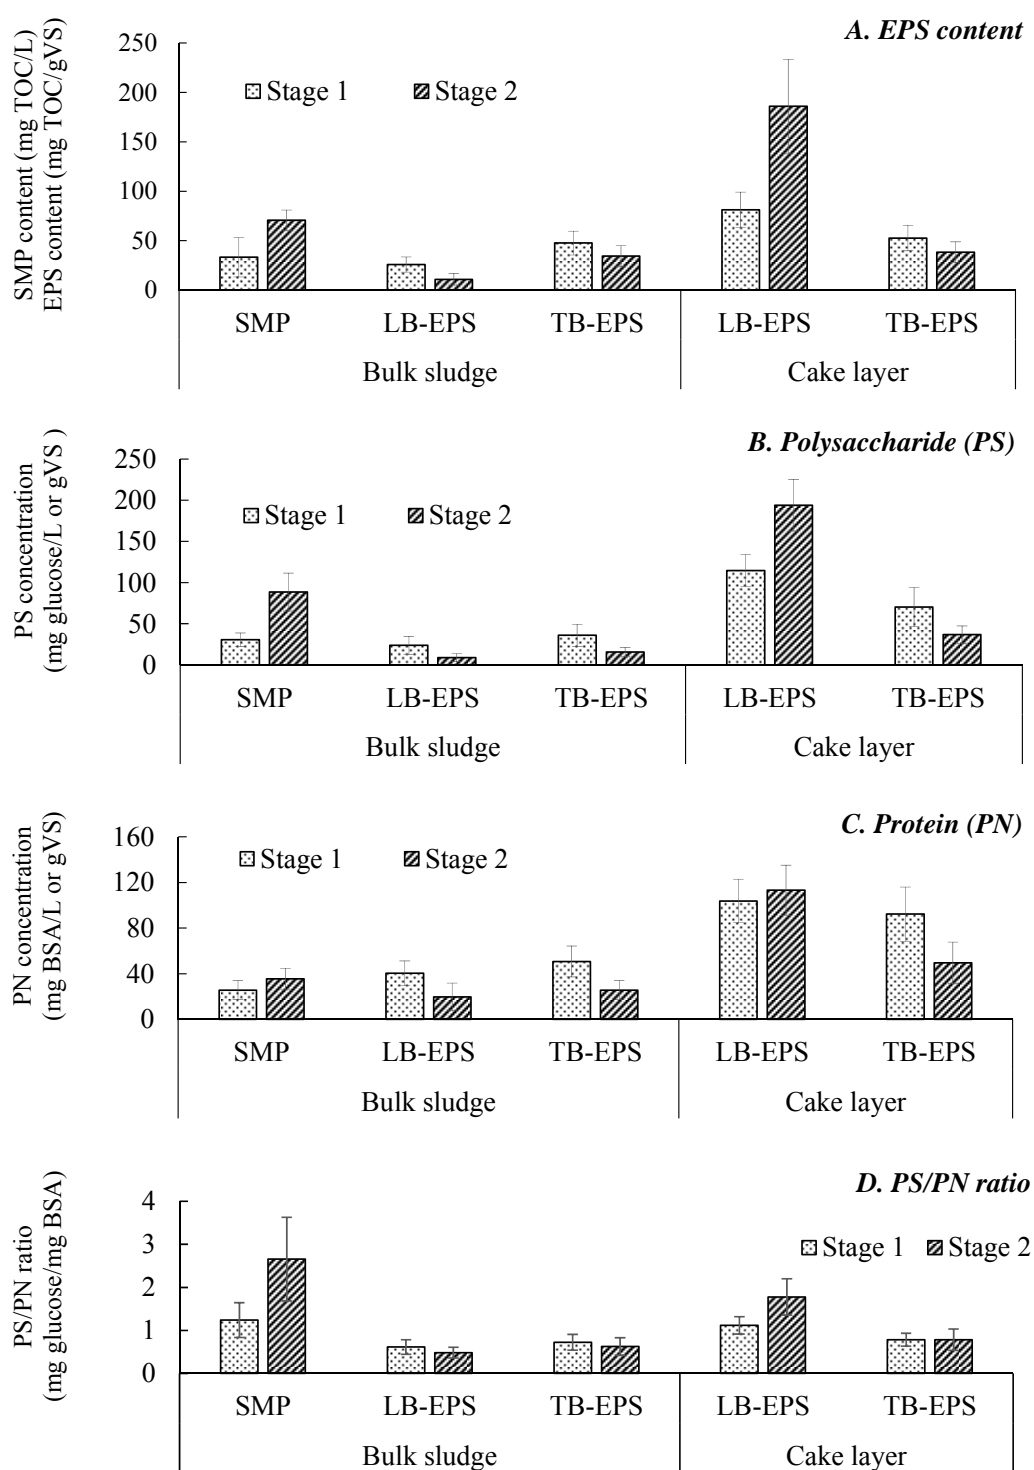 A. EPS content
SMP content (mg TOC/L)
EPS content (mg TOC/gVS)
250
200
150
100
50
0
Stage 1
Stage 2
SMP
LB-EPS
TB-EPS
LB-EPS
TB-EPS
Bulk sludge
Cake layer
B. Polysaccharide (PS)
PS concentration
(mg glucose/L or gVS )
250
200
150
100
50
0
Stage 1
Stage 2
SMP
LB-EPS
TB-EPS
LB-EPS
TB-EPS
Bulk sludge
Cake layer
C. Protein (PN)
PN concentration
(mg BSA/L or gVS)
160
120
80
40
0
Stage 1
Stage 2
SMP
LB-EPS
TB-EPS
LB-EPS
TB-EPS
Bulk sludge
Cake layer
D. PS/PN ratio
PS/PN ratio
(mg glucose/mg BSA)
4
3
2
1
0
Stage 1
Stage 2
SMP
LB-EPS
TB-EPS
LB-EPS
TB-EPS
Bulk sludge
Cake layer